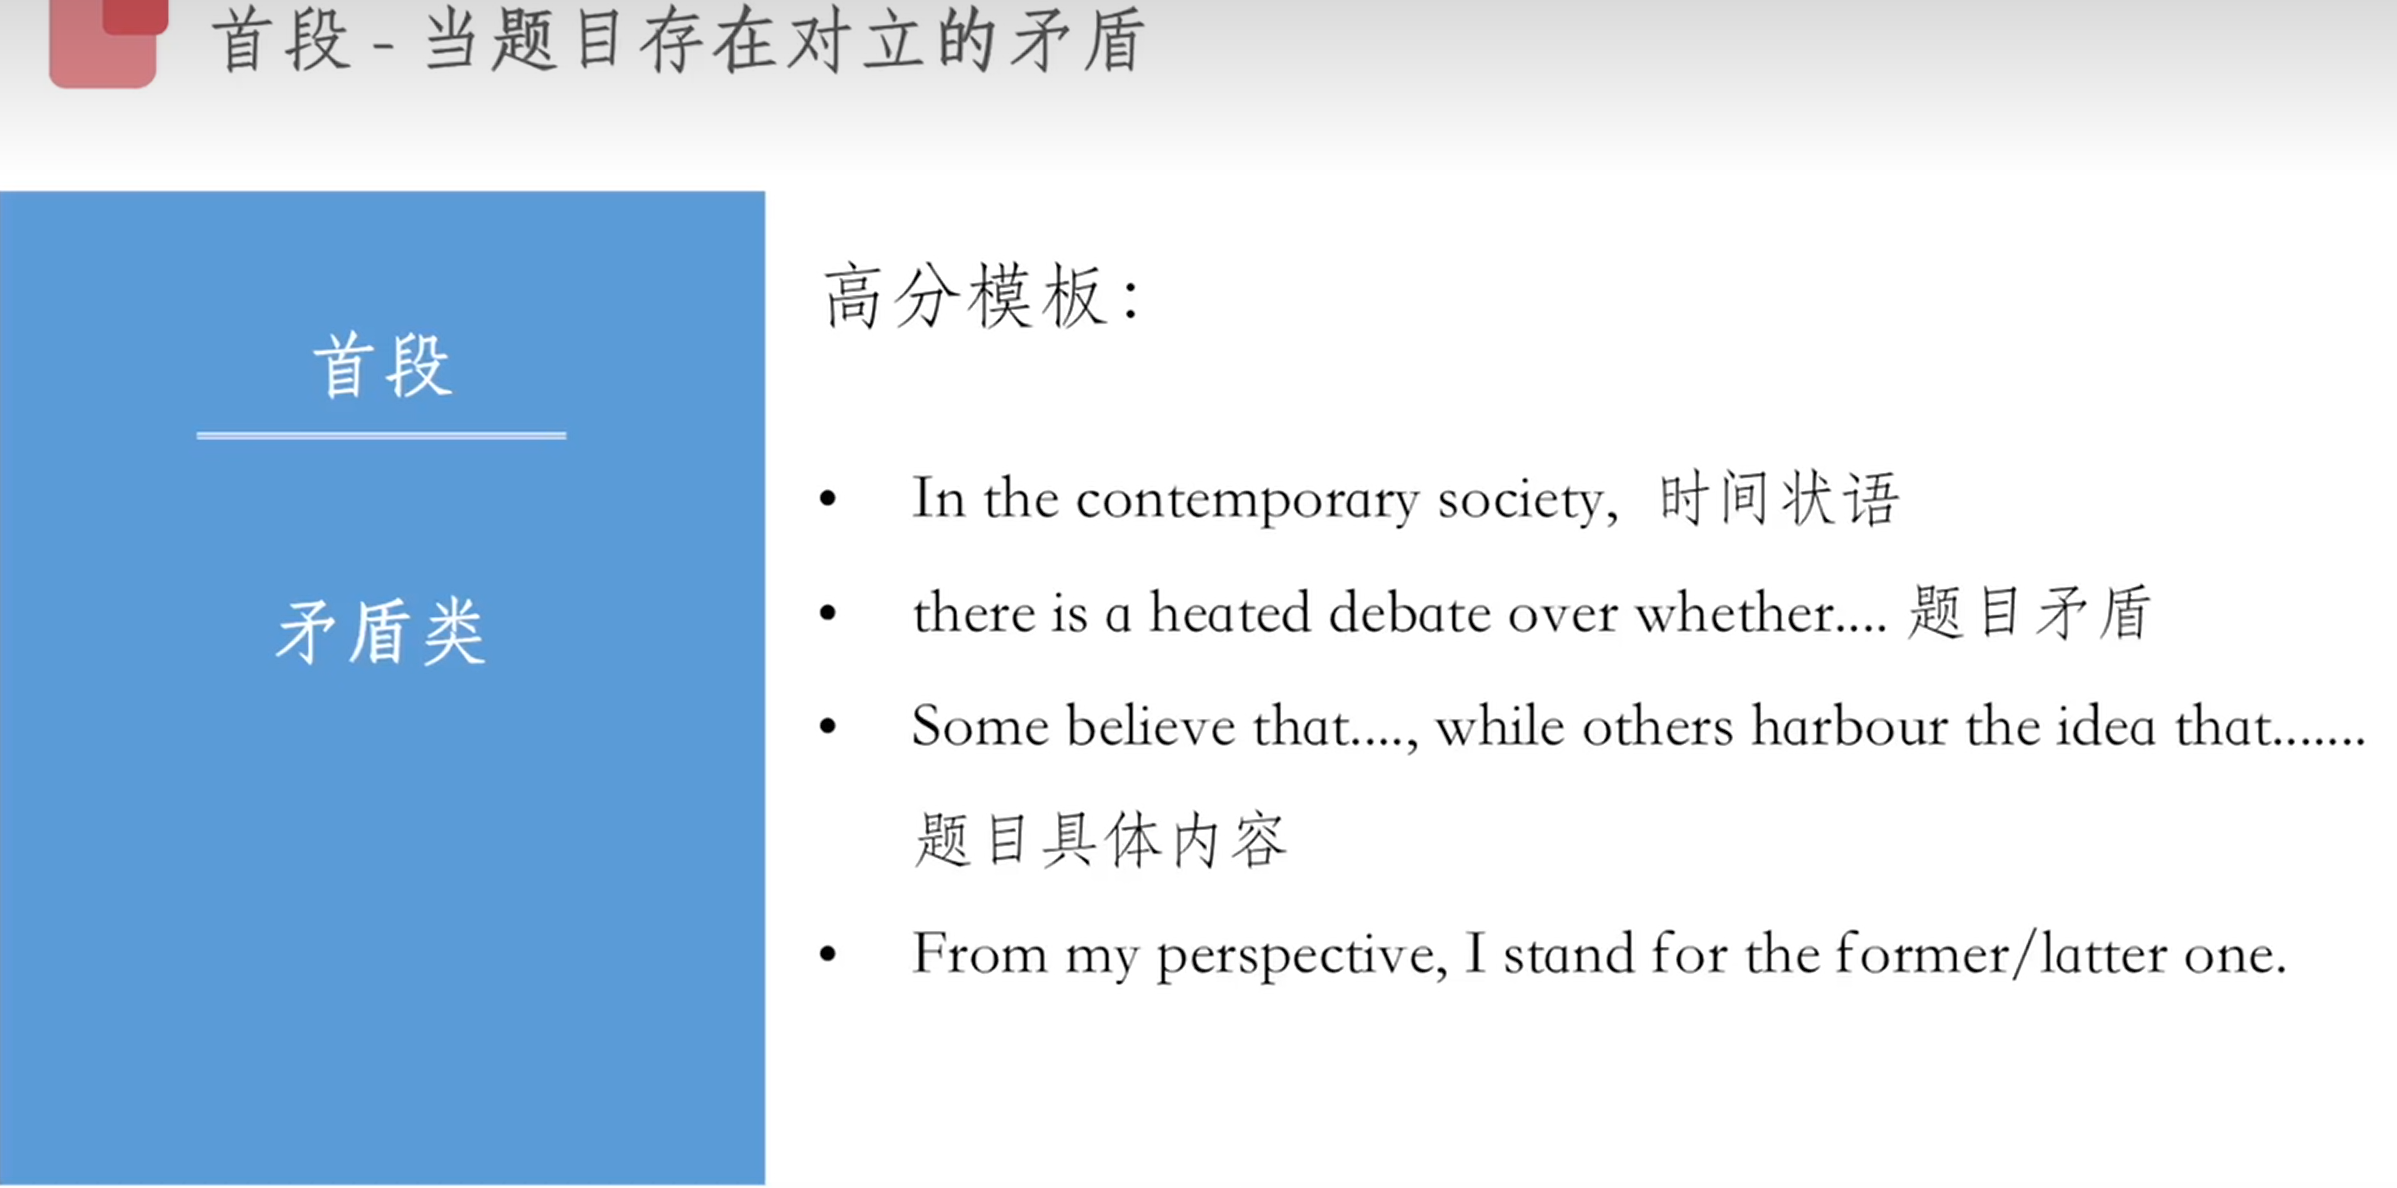 首段 - 当题目存在对立的矛盾
首段
矛盾类
高分模板：
• In the contemporary society, 时间状语
• there is a heated debate over whether.... 题目矛盾
• Some believe that...., while others harbour the idea that.......
题目具体内容
• From my perspective, I stand for the former/latter one.